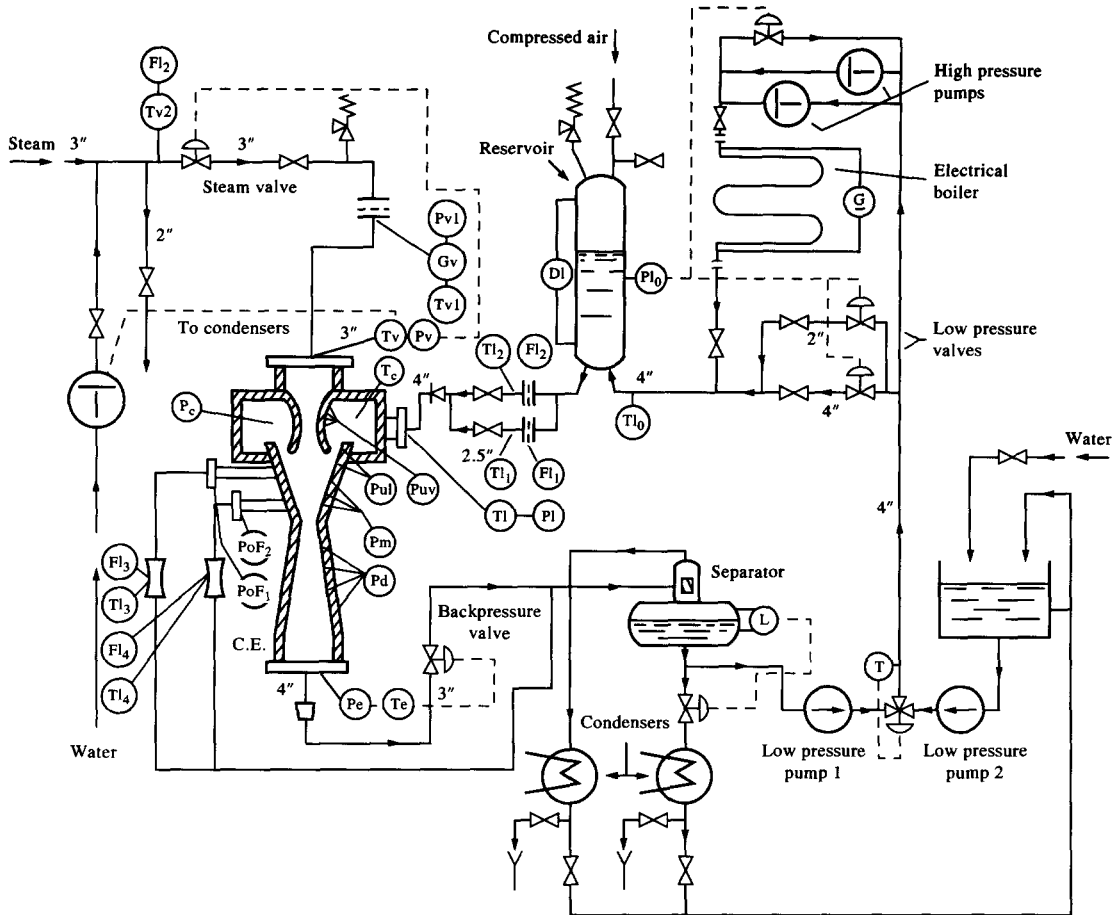 Compressed air
High pressure
pumps
Fl2
Tv2
Steam
3″
3″
Steam valve
Reservoir
Electrical
boiler
G
2″
Pv1
Gv
Tv1
Dl
Pl0
To condensers
3″
Tv
Pv
Low pressure
valves
2″
Tl2
Fl2
4″
4″
Tl0
4″
Pc
Tc
2.5″
Tl1
Fl1
Water
Pul
Puv
Tl
Pl
4″
PoF2
Pm
Fl3
Tl3
PoF1
Pd
Separator
Fl4
Backpressure
valve
L
C.E.
Tl4
4″
3″
T
Pe
Te
Condensers
Water
Low pressure
pump 1
Low pressure
pump 2